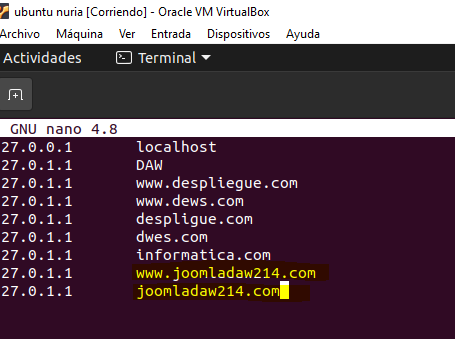 ubuntu nuria [Corriendo] - Oracle VM VirtualBox
Archivo Máquina Ver Entrada Dispositivos Ayuda
Actividades Terminal
GNU nano 4.8
27.0.0.1 localhost
27.0.1.1 DAW
27.0.1.1 www.despliegue.com
27.0.1.1 www.dews.com
27.0.1.1 despligue.com
27.0.1.1 dwes.com
27.0.1.1 informatica.com
27.0.1.1 www.joomladaw214.com
27.0.1.1 joomladaw214.com